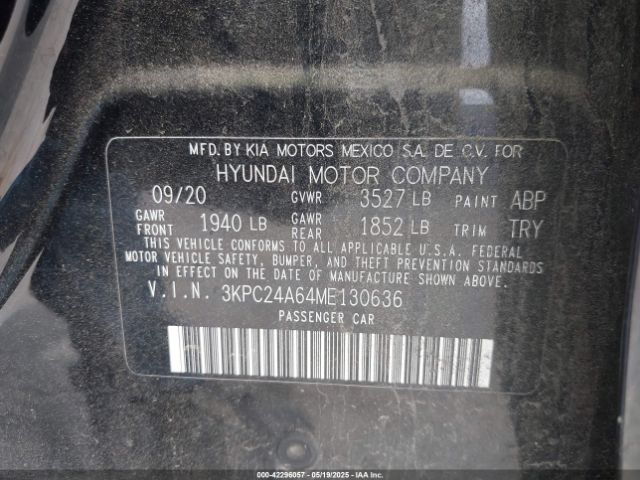 MFD. BY KIA MOTORS MEXICO S.A. DE C.V. FOR
HYUNDAI MOTOR COMPANY
09/20 GVWR 3527 LB PAINT ABP
GAWR FRONT 1940 LB GAWR REAR 1852 LB TRIM TRY
THIS VEHICLE CONFORMS TO ALL APPLICABLE U.S.A. FEDERAL
MOTOR VEHICLE SAFETY, BUMPER, AND THEFT PREVENTION STANDARDS
IN EFFECT ON THE DATE OF MANUFACTURE SHOWN ABOVE.
V.I.N. 3KPC24A64ME130636
PASSENGER CAR
000-42296057 - 05/19/2025 - IAAI.COM